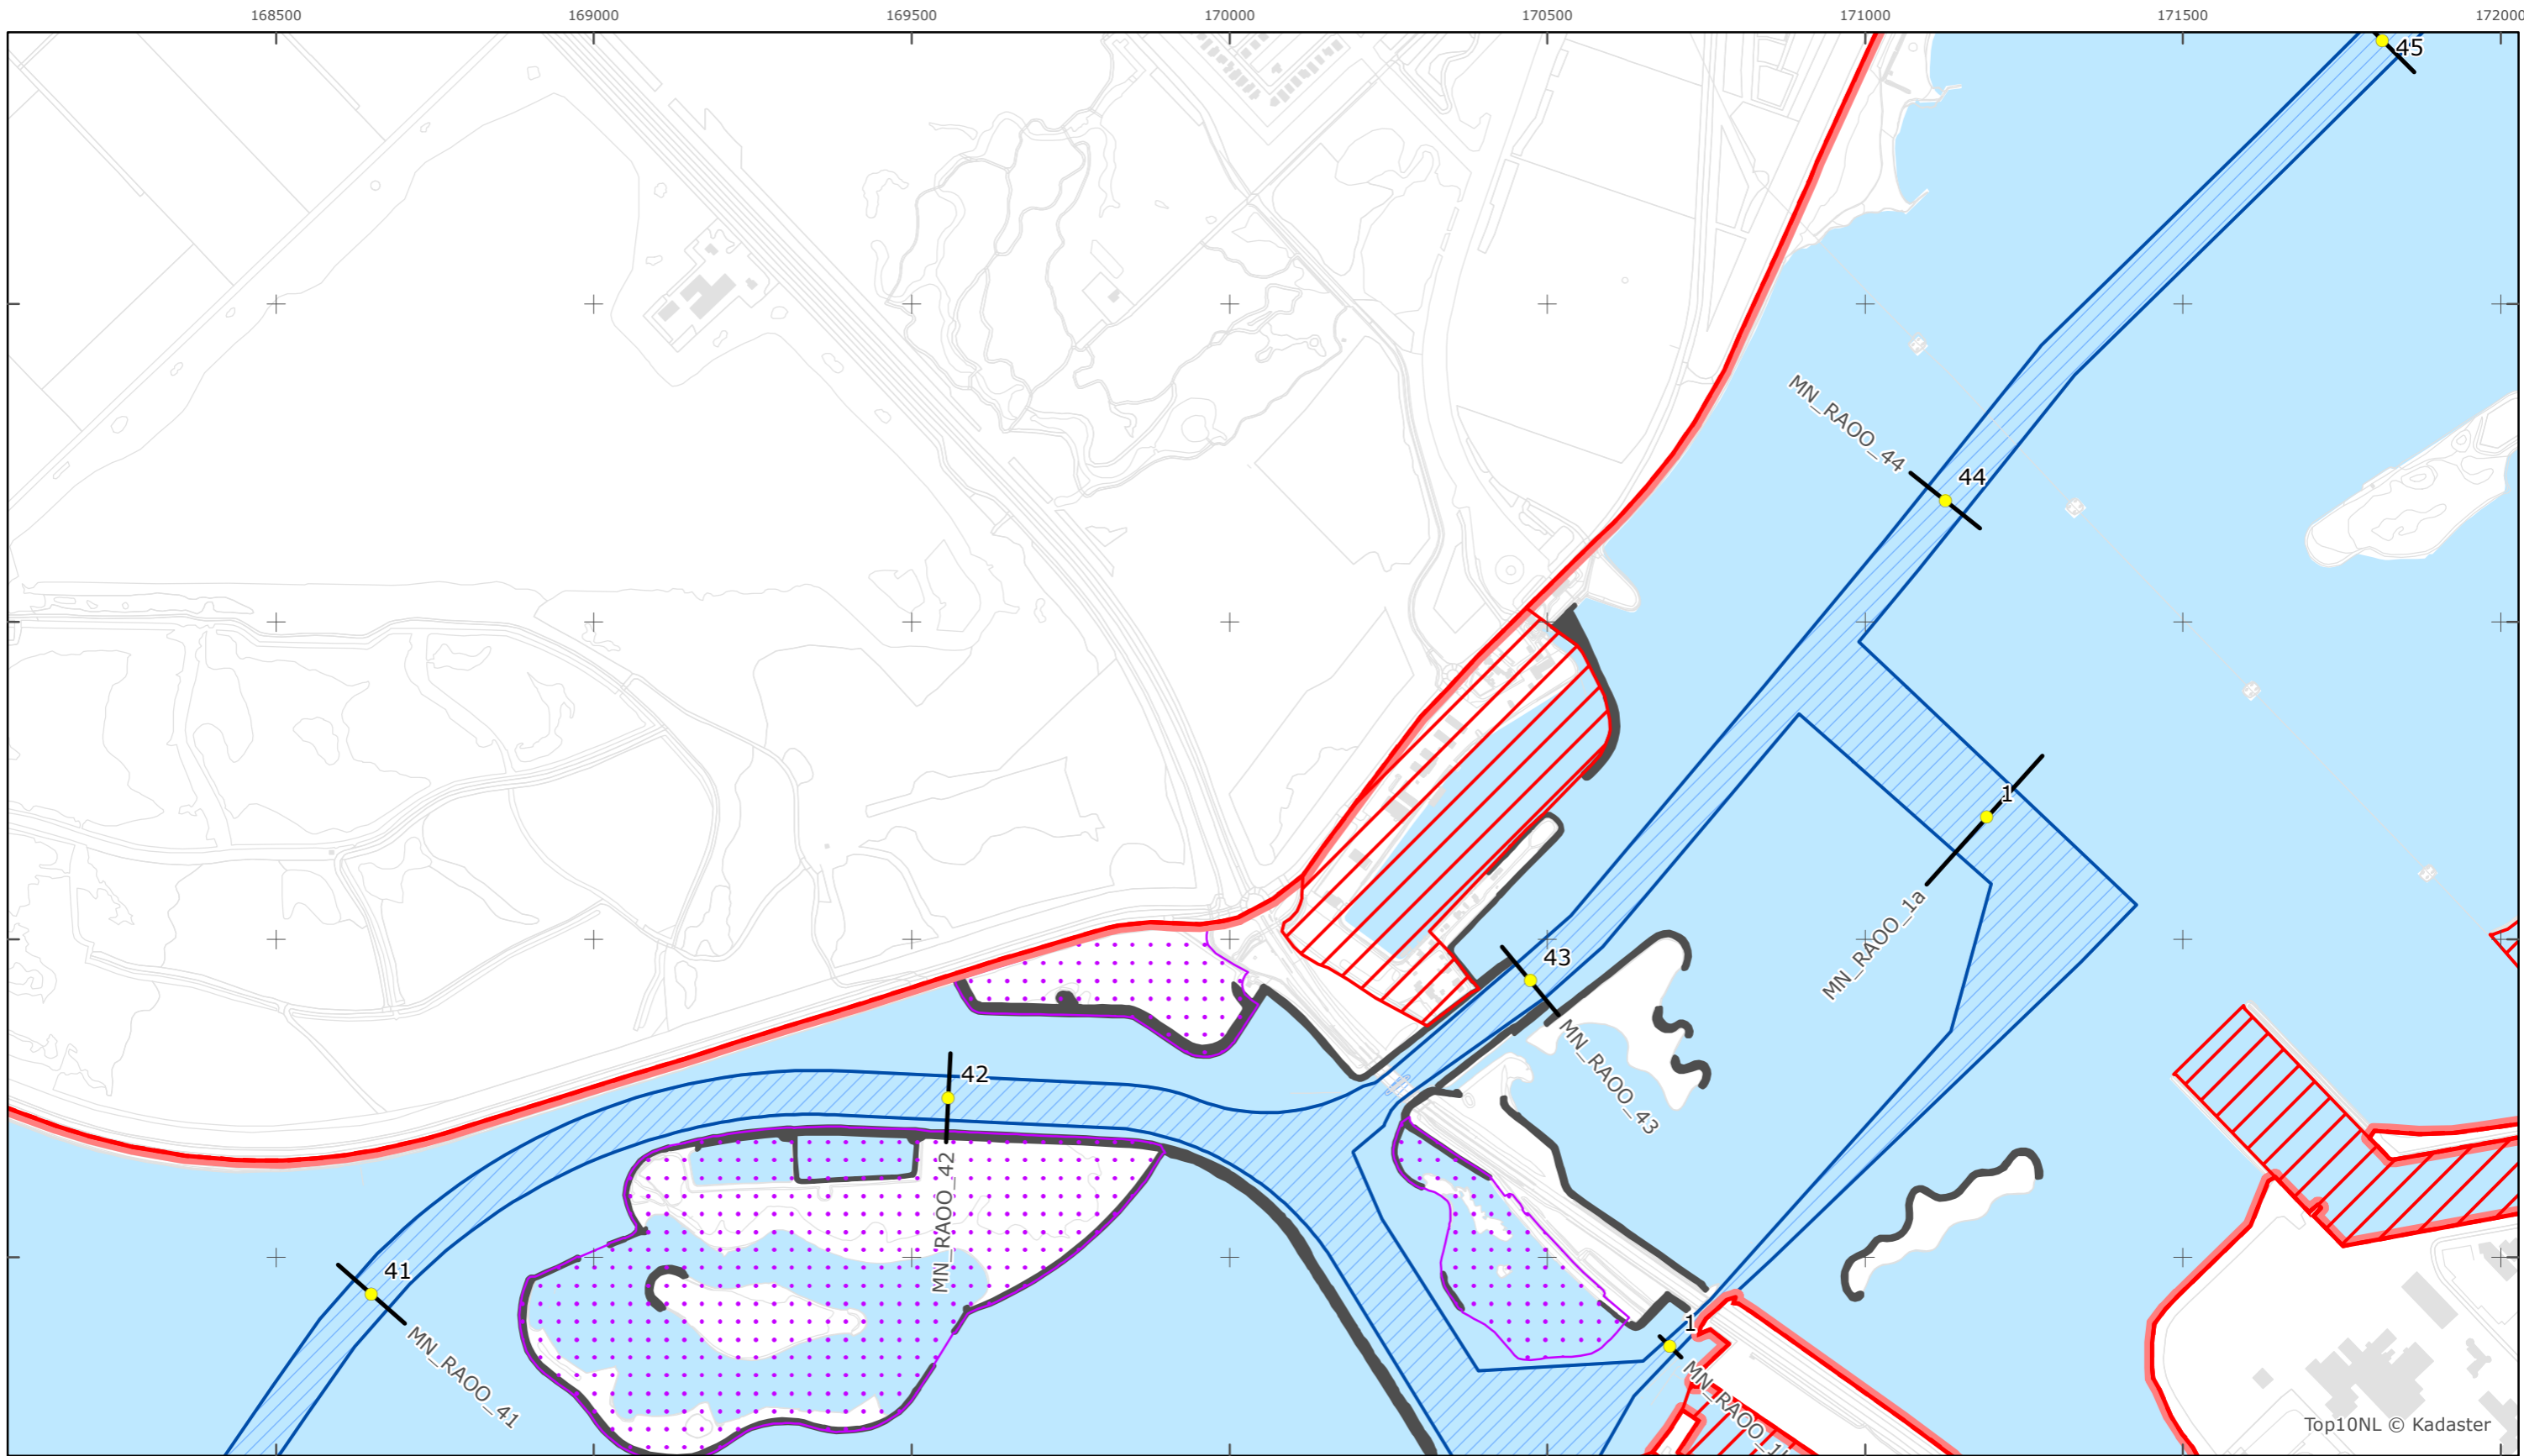 168500 169000 169500 170000 170500 171000 171500 172000
45
MN_RAOO_44
44
1
MN_RAOO_1a
43
MN_RAOO_43
42
MN_RAOO_42
41
MN_RAOO_41
1
Top10NL © Kadaster